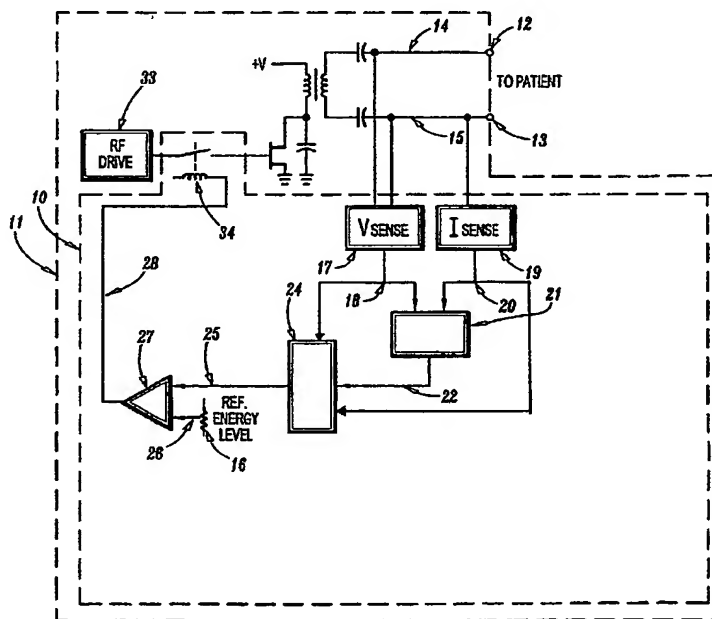 14
12
33
+V
TO PATIENT
RF
DRIVE
15
13
10
34
11
V SENSE
I SENSE
28
17
19
24
18
20
21
27
25
22
REF.
ENERGY
LEVEL
26
16